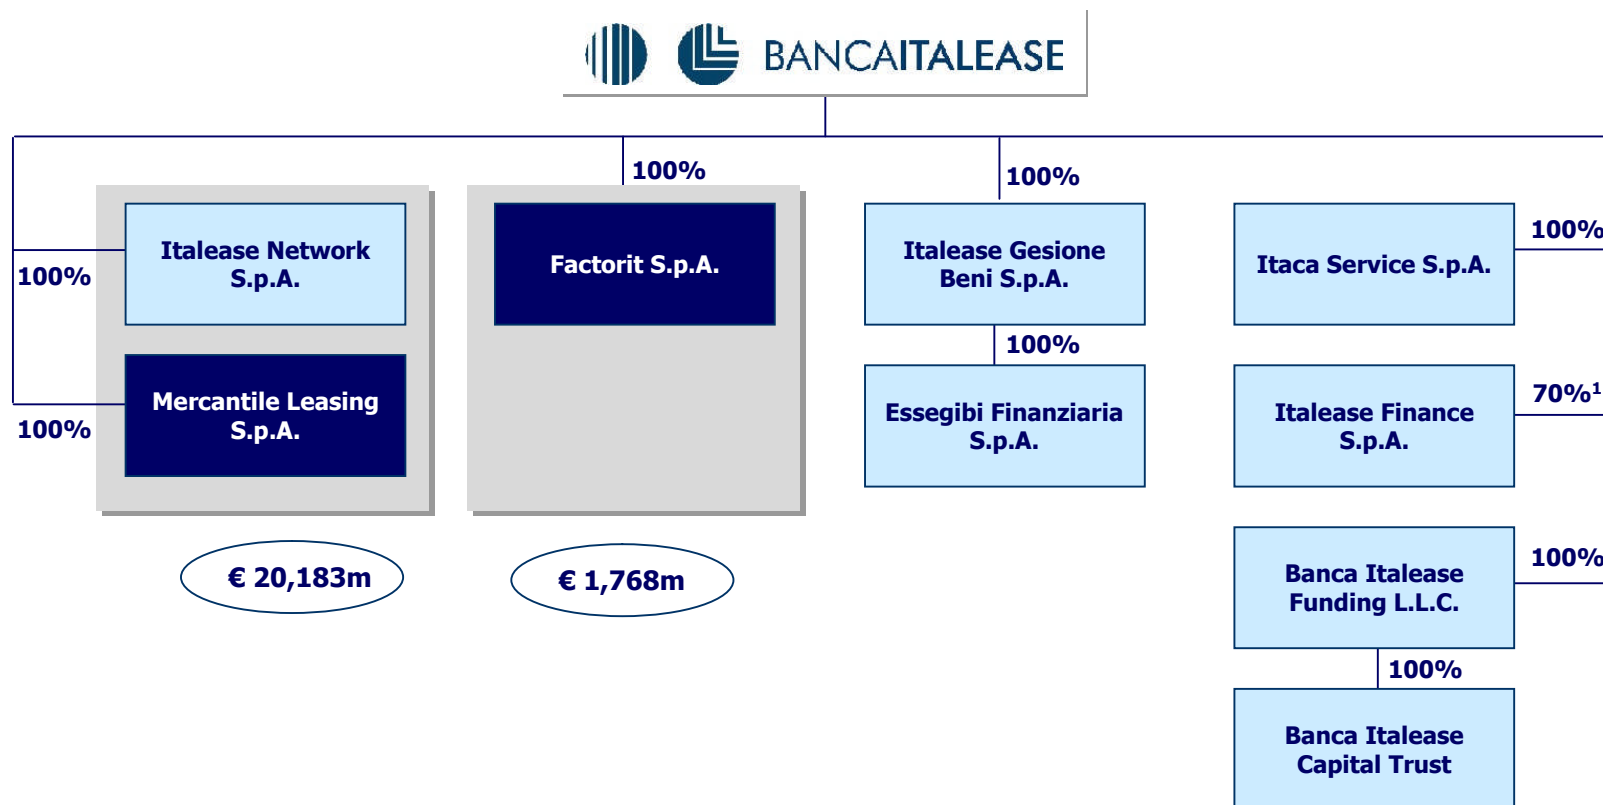 BANCAITALEASE
100%
100%
100%
Italease Network
S.p.A.
100%
Mercantile Leasing
S.p.A.
Factorit S.p.A.
Italease Gesione
Beni S.p.A.
100%
Essegibi Finanziaria
S.p.A.
Itaca Service S.p.A.
100%
Italease Finance
S.p.A.
70%¹
Banca Italease
Funding L.L.C.
100%
100%
Banca Italease
Capital Trust
€ 20,183m
€ 1,768m